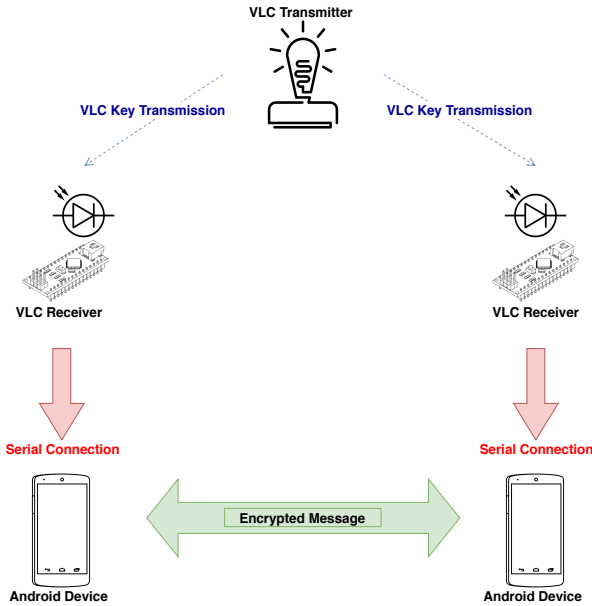 VLC Transmitter
VLC Key Transmission
VLC Key Transmission
VLC Receiver
VLC Receiver
Serial Connection
Serial Connection
Encrypted Message
Android Device
Android Device